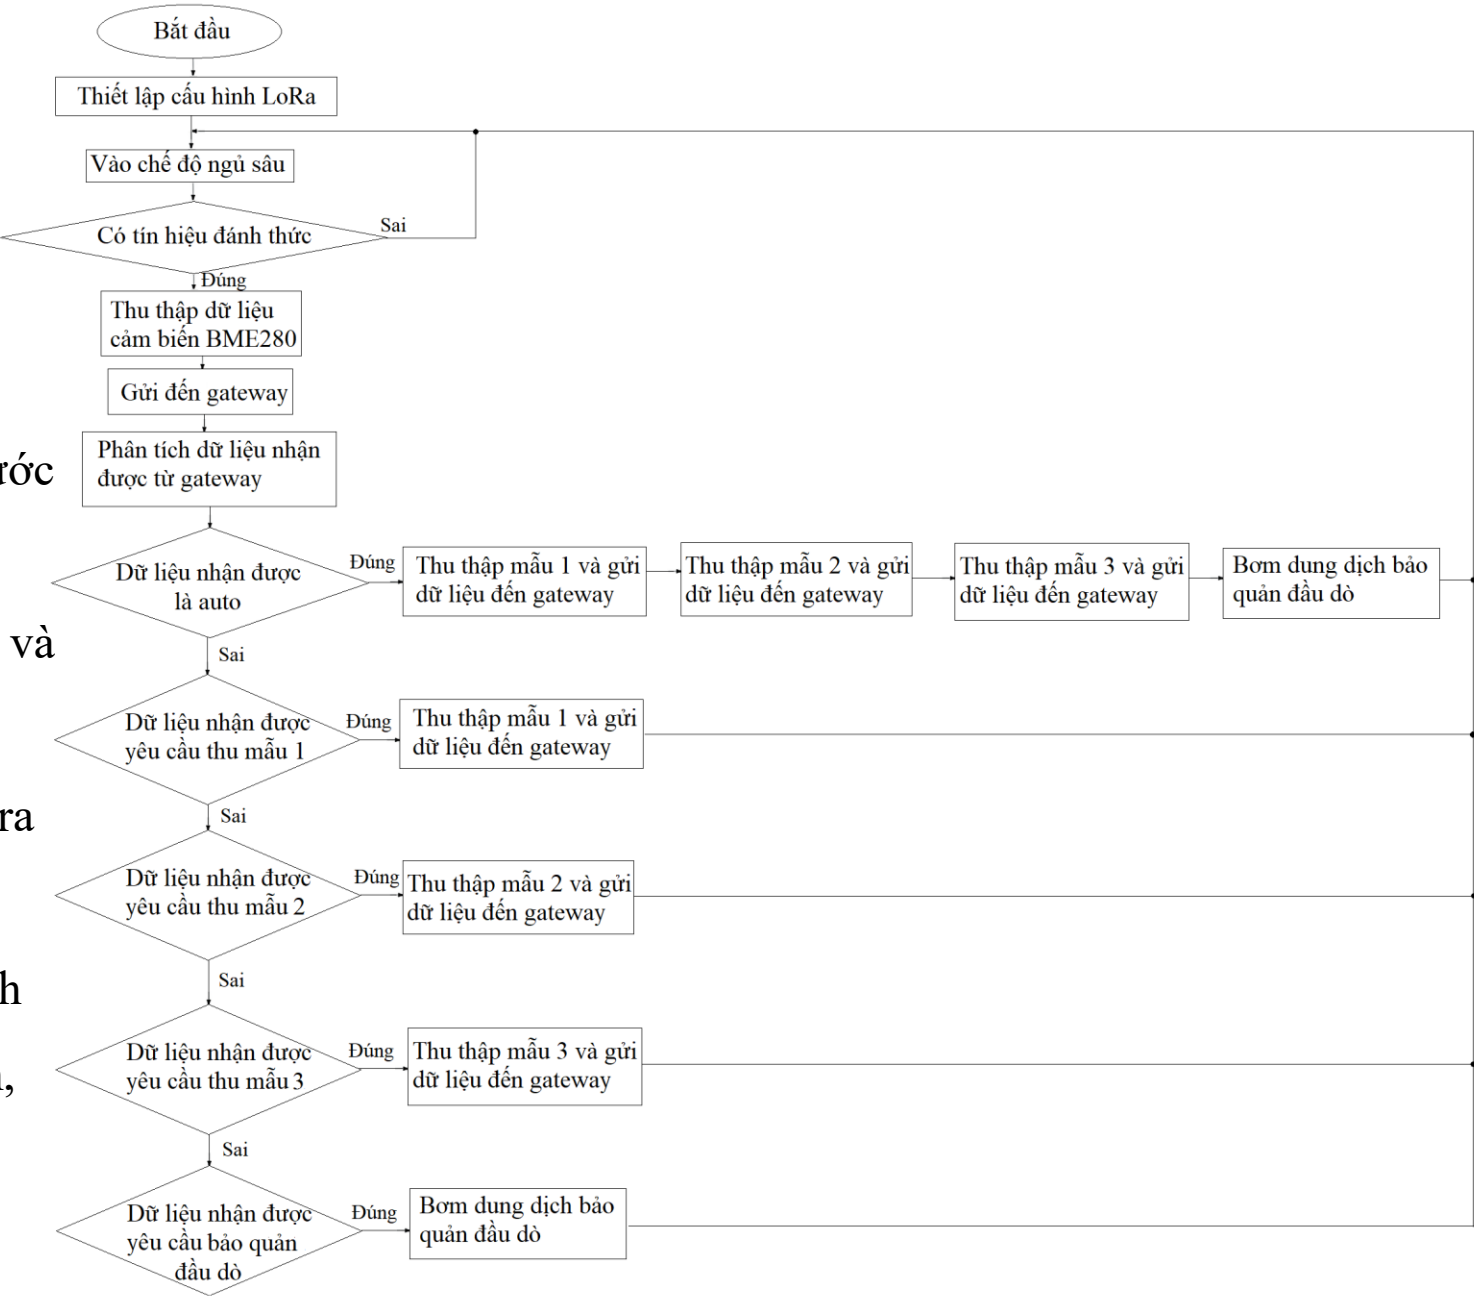 Bắt đầu
Thiết lập cấu hình LoRa
Vào chế độ ngủ sâu
Có tín hiệu đánh thức
Sai
Đúng
Thu thập dữ liệu
cảm biến BME280
Gửi đến gateway
Phân tích dữ liệu nhận
được từ gateway
ước
Dữ liệu nhận được
là auto
Đúng
Thu thập mẫu 1 và gửi
dữ liệu đến gateway
Thu thập mẫu 2 và gửi
dữ liệu đến gateway
Thu thập mẫu 3 và gửi
dữ liệu đến gateway
Bơm dung dịch bảo
quản đầu dò
và
Sai
Dữ liệu nhận được
yêu cầu thu mẫu 1
Đúng
Thu thập mẫu 1 và gửi
dữ liệu đến gateway
ra
Sai
Dữ liệu nhận được
yêu cầu thu mẫu 2
Đúng
Thu thập mẫu 2 và gửi
dữ liệu đến gateway
Sai
h
Dữ liệu nhận được
yêu cầu thu mẫu 3
Đúng
Thu thập mẫu 3 và gửi
dữ liệu đến gateway
Sai
Dữ liệu nhận được
yêu cầu bảo quản
đầu dò
Đúng
Bơm dung dịch bảo
quản đầu dò